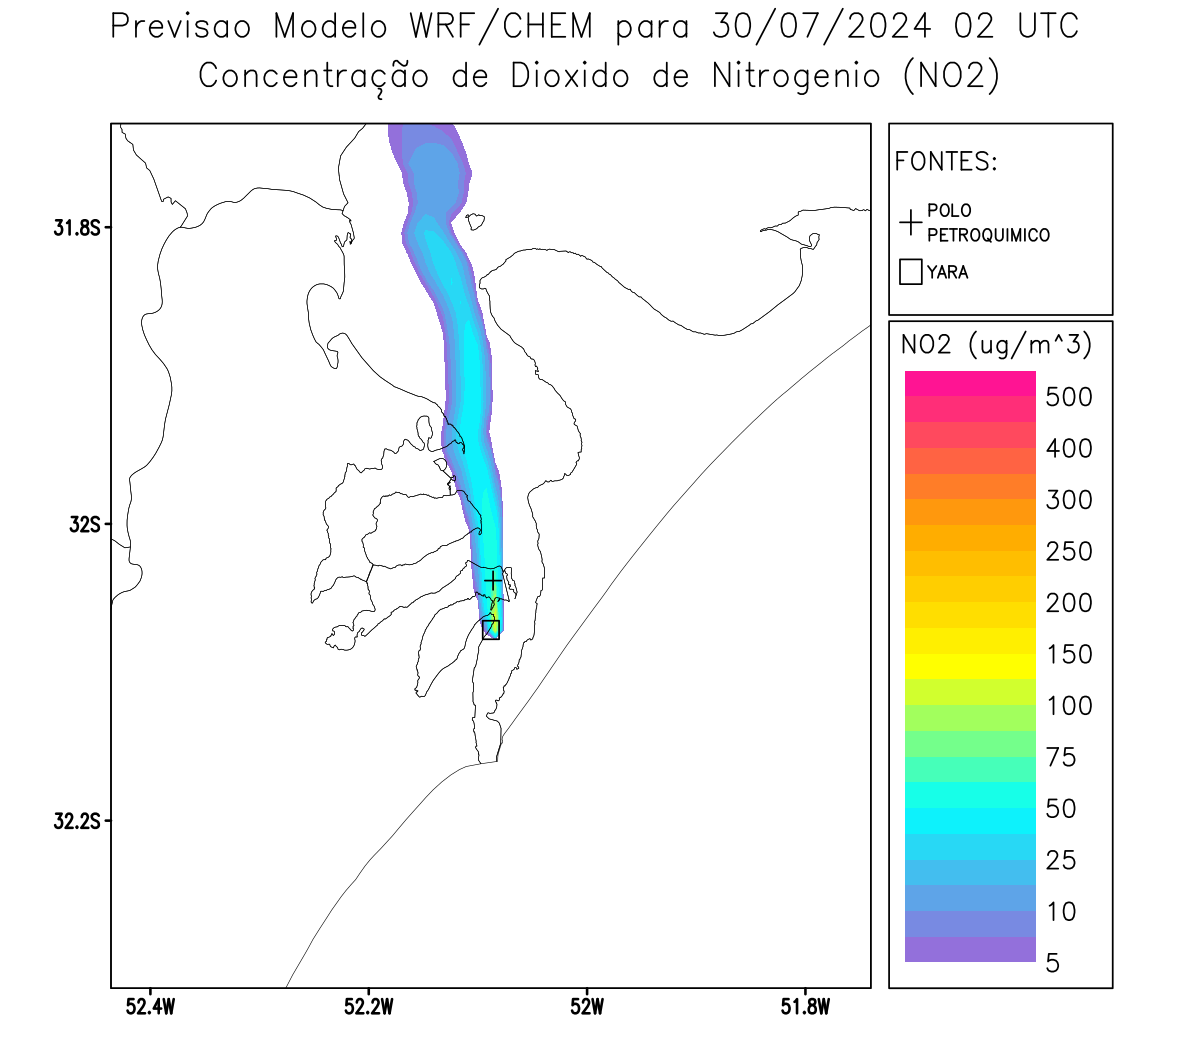 Previsao Modelo WRF/CHEM para 30/07/2024 02 UTC
Concentração de Dioxido de Nitrogenio (NO2)
FONTES:
POLO
PETROQUIMICO
YARA
31.8S
32S
32.2S
52.4W
52.2W
52W
51.8W
NO2 (ug/m^3)
500
400
300
250
200
150
100
75
50
25
10
5